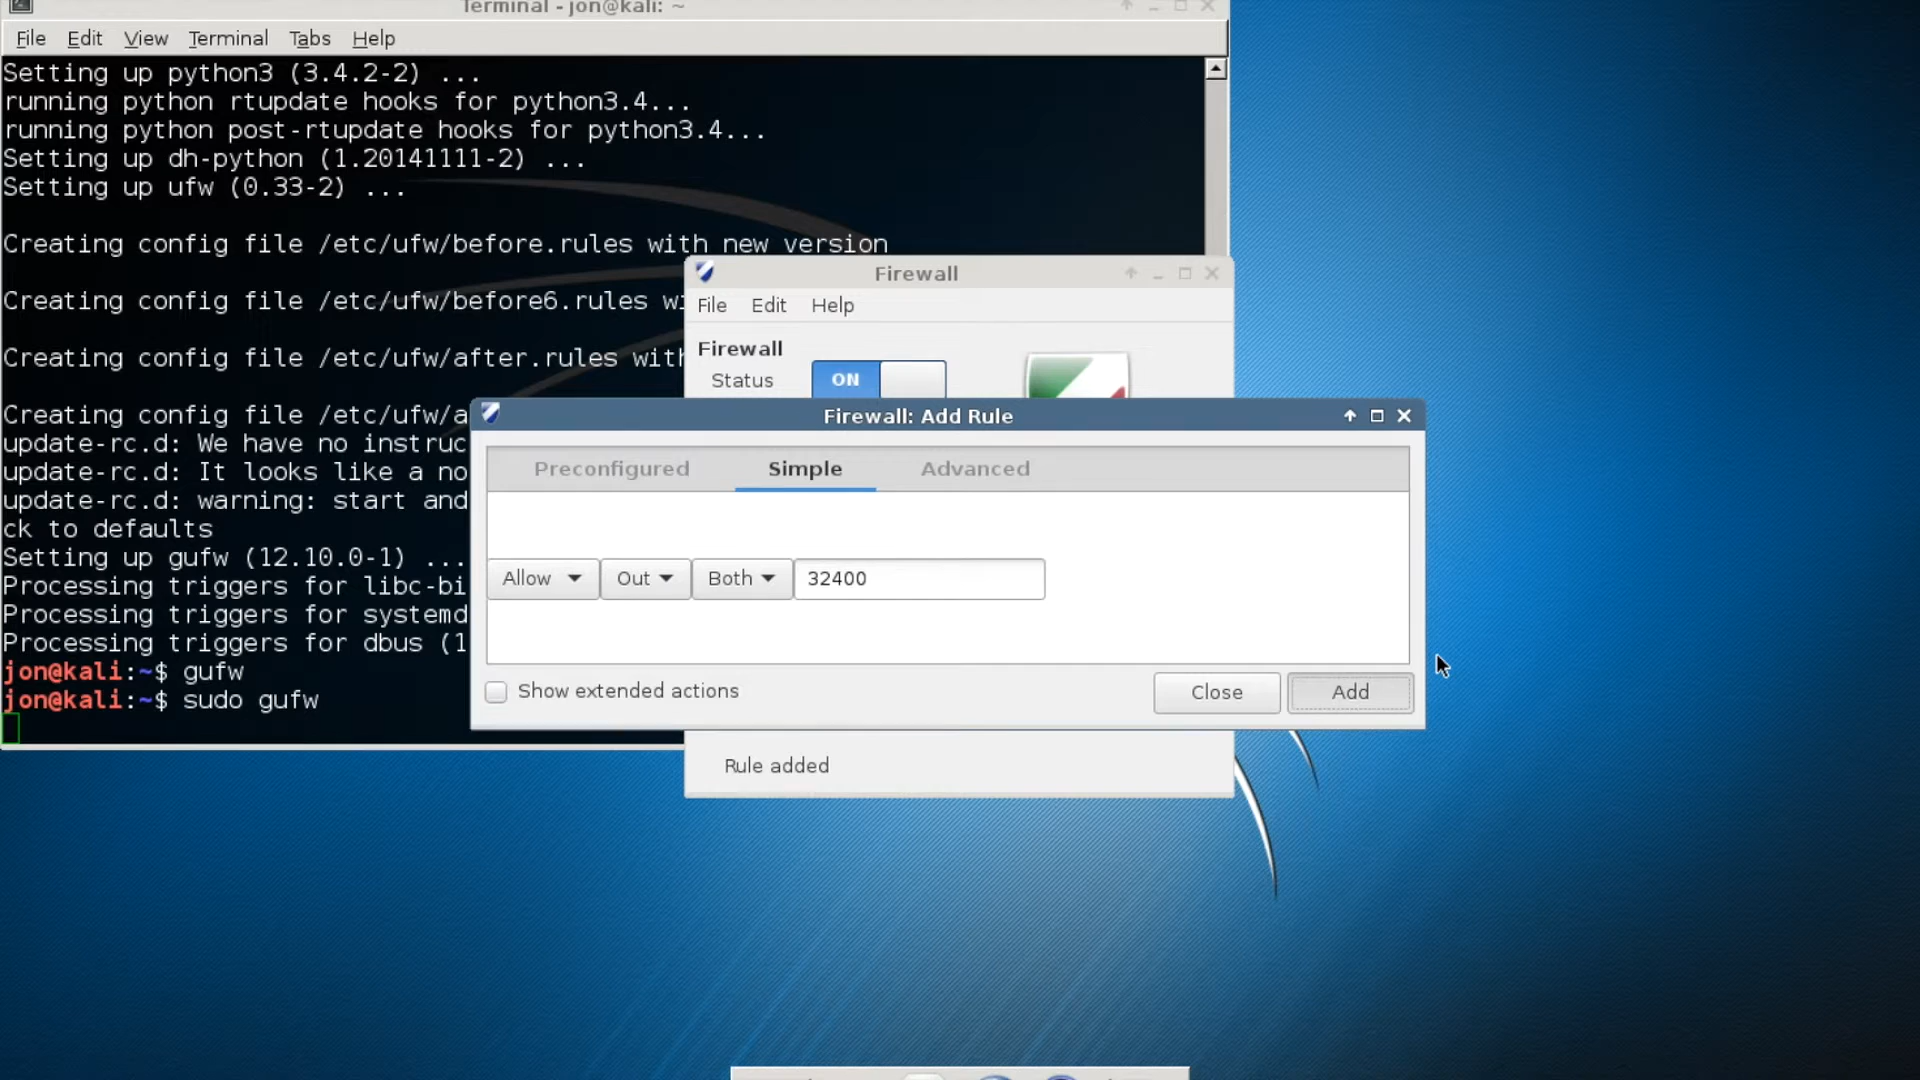 Terminal - jon@kali: ~
File Edit View Terminal Tabs Help
Setting up python3 (3.4.2-2) ...
running python rtupdate hooks for python3.4...
running python post-rtupdate hooks for python3.4...
Setting up dh-python (1.20141111-2) ...
Setting up ufw (0.33-2) ...
Creating config file /etc/ufw/before.rules with new version
Creating config file /etc/ufw/before6.rules wi
Creating config file /etc/ufw/after.rules with
Creating config file /etc/ufw/a
update-rc.d: We have no instruc
update-rc.d: It looks like a no
update-rc.d: warning: start and
ck to defaults
Setting up gufw (12.10.0-1) ...
Processing triggers for libc-bi
Processing triggers for systemd
Processing triggers for dbus (1
jon@kali:~$ gufw
jon@kali:~$ sudo gufw
Firewall
File Edit Help
Firewall
Status ON
Firewall: Add Rule
Preconfigured Simple Advanced
Allow Out Both 32400
Show extended actions Close Add
Rule added